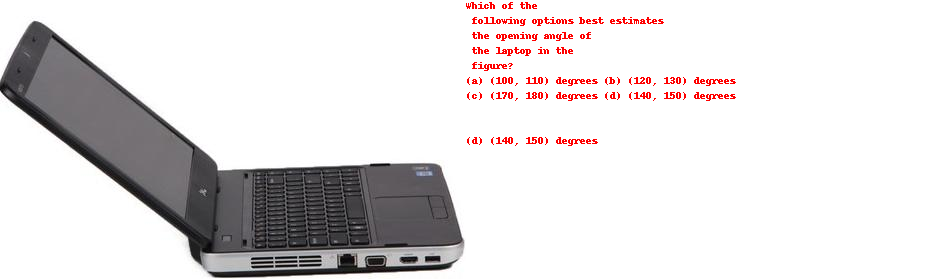 Which of the
following options best estimates
the opening angle of
the laptop in the
figure?
(a) (100, 110) degrees (b) (120, 130) degrees
(c) (170, 180) degrees (d) (140, 150) degrees
(d) (140, 150) degrees